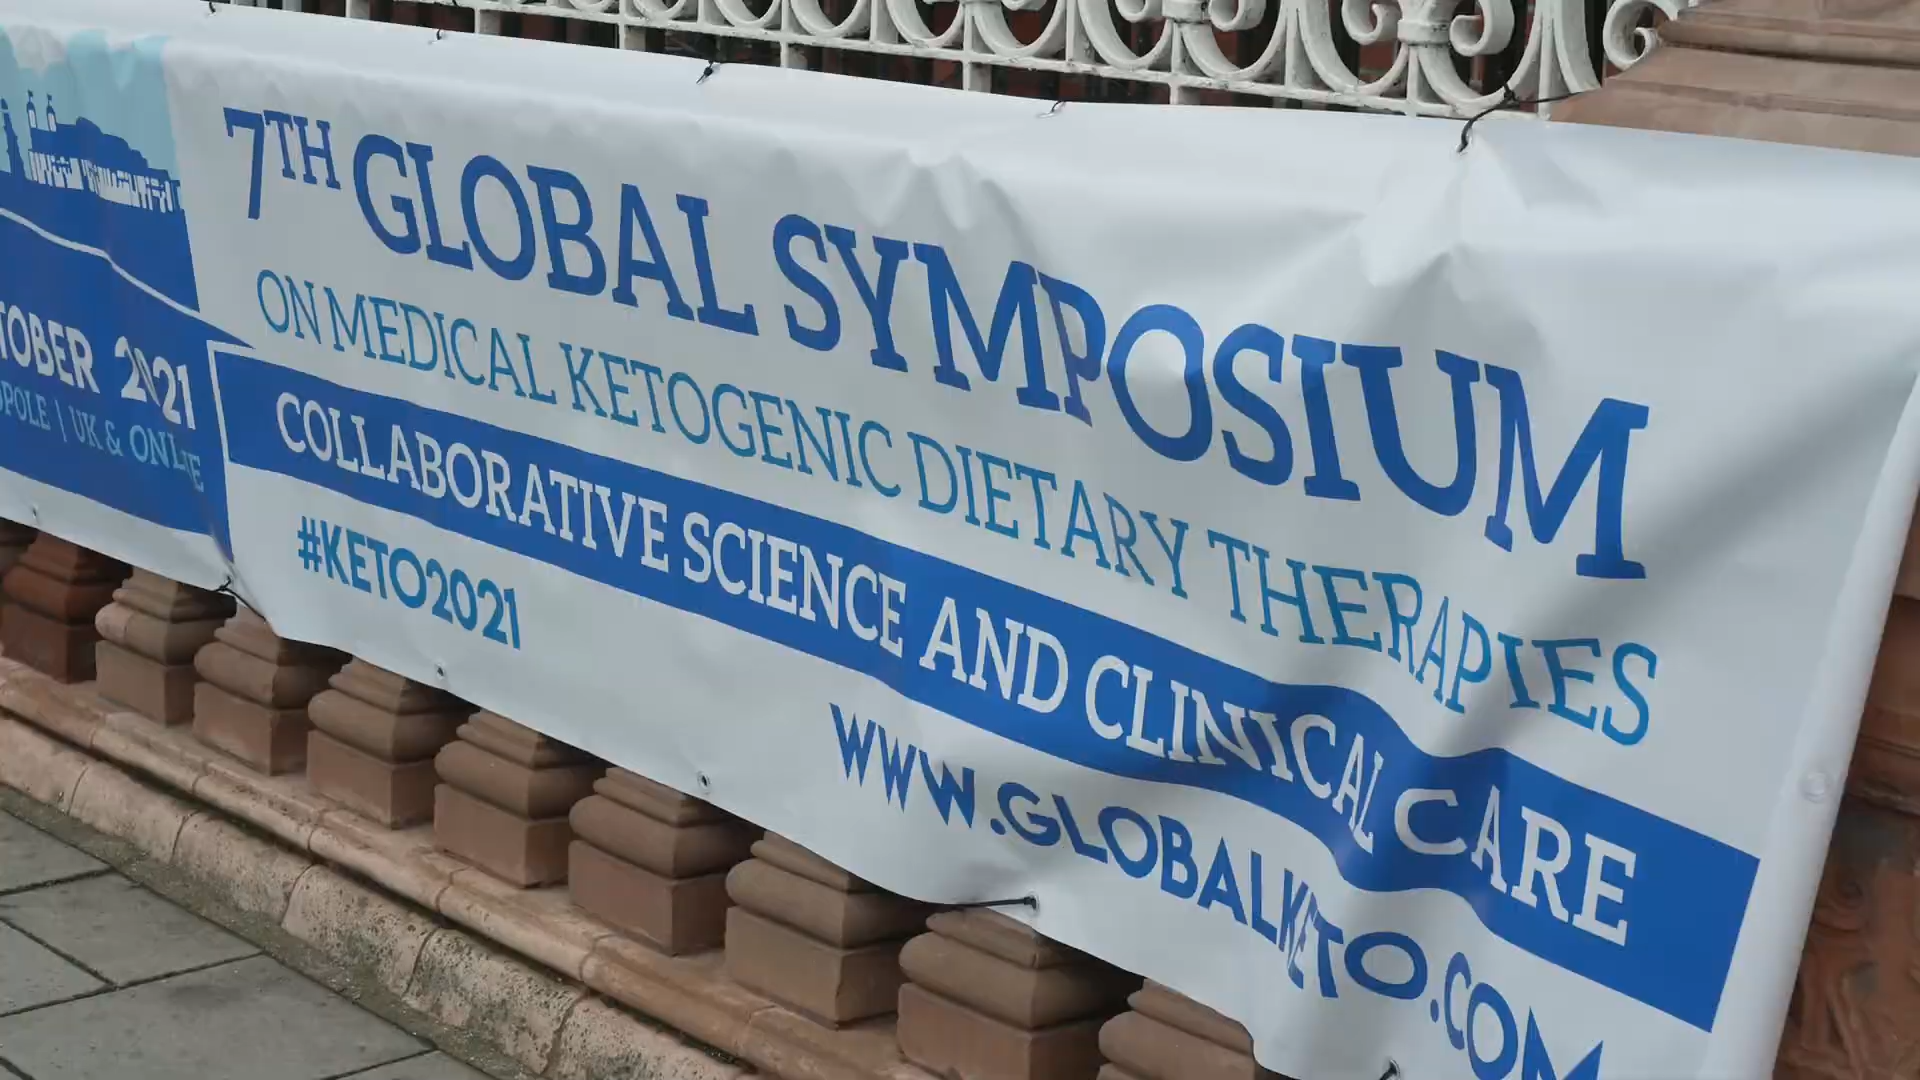 TOBER 2021
POLE | UK & ONLINE
7TH GLOBAL SYMPOSIUM
ON MEDICAL KETOGENIC DIETARY THERAPIES
COLLABORATIVE SCIENCE AND CLINICAL CARE
#KETO2021
WWW.GLOBALKETO.COM